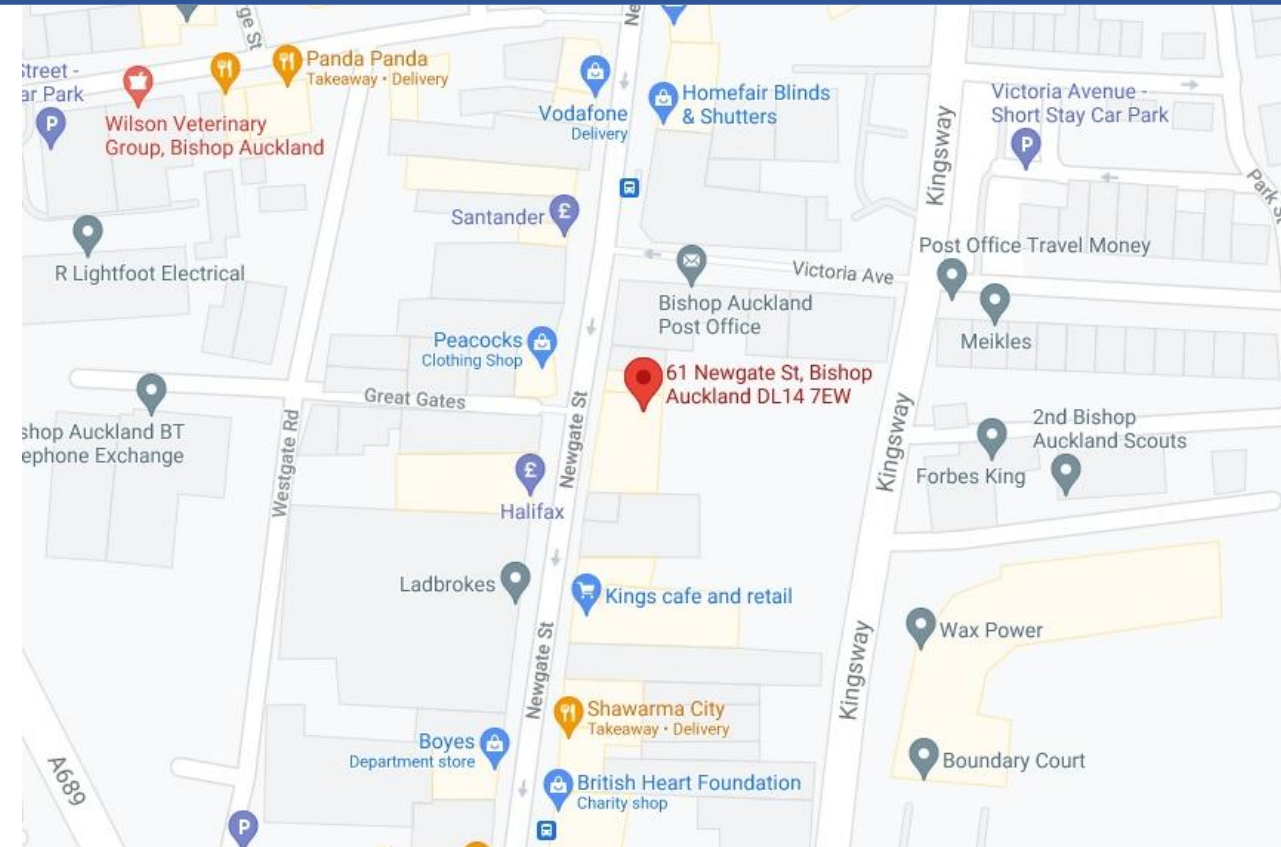 Ne
Panda Panda
Takeaway • Delivery
Vodafone
Delivery
Homefair Blinds
& Shutters
Victoria Avenue -
Short Stay Car Park
P
Kingsway
Street -
ar Park
P
Wilson Veterinary
Group, Bishop Auckland
Santander
£
Park St
R Lightfoot Electrical
Victoria Ave
Post Office Travel Money
Bishop Auckland
Post Office
Meikles
Peacocks
Clothing Shop
61 Newgate St, Bishop
Auckland DL14 7EW
Great Gates
Newgate St
Kingsway
shop Auckland BT
ephone Exchange
Westgate Rd
2nd Bishop
Auckland Scouts
Forbes King
£
Halifax
Ladbrokes
Kings cafe and retail
Wax Power
Newgate St
Kingsway
Shawarma City
Takeaway • Delivery
Boyes
Department store
Boundary Court
British Heart Foundation
Charity shop
A689
P